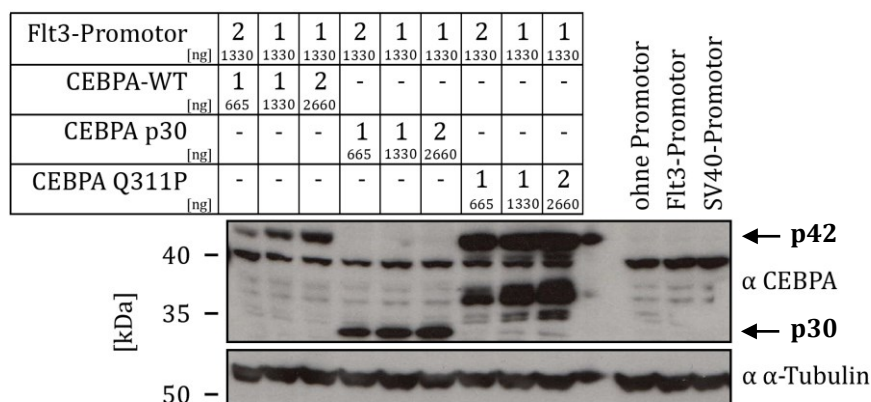 Flt3-Promotor 2 1 1 2 1 1 2 1 1
[ng] 1330 1330 1330 1330 1330 1330 1330 1330 1330
CEBPA-WT 1 1 2 - - - - - -
[ng] 665 1330 2660
CEBPA p30 - - - 1 1 2 - - -
[ng] 665 1330 2660
CEBPA Q311P - - - - - - 1 1 2
[ng] 665 1330 2660
ohne Promotor
Flt3-Promotor
SV40-Promotor
[kDa]
40 –
35 –
50 –
← p42
α CEBPA
← p30
α α-Tubulin